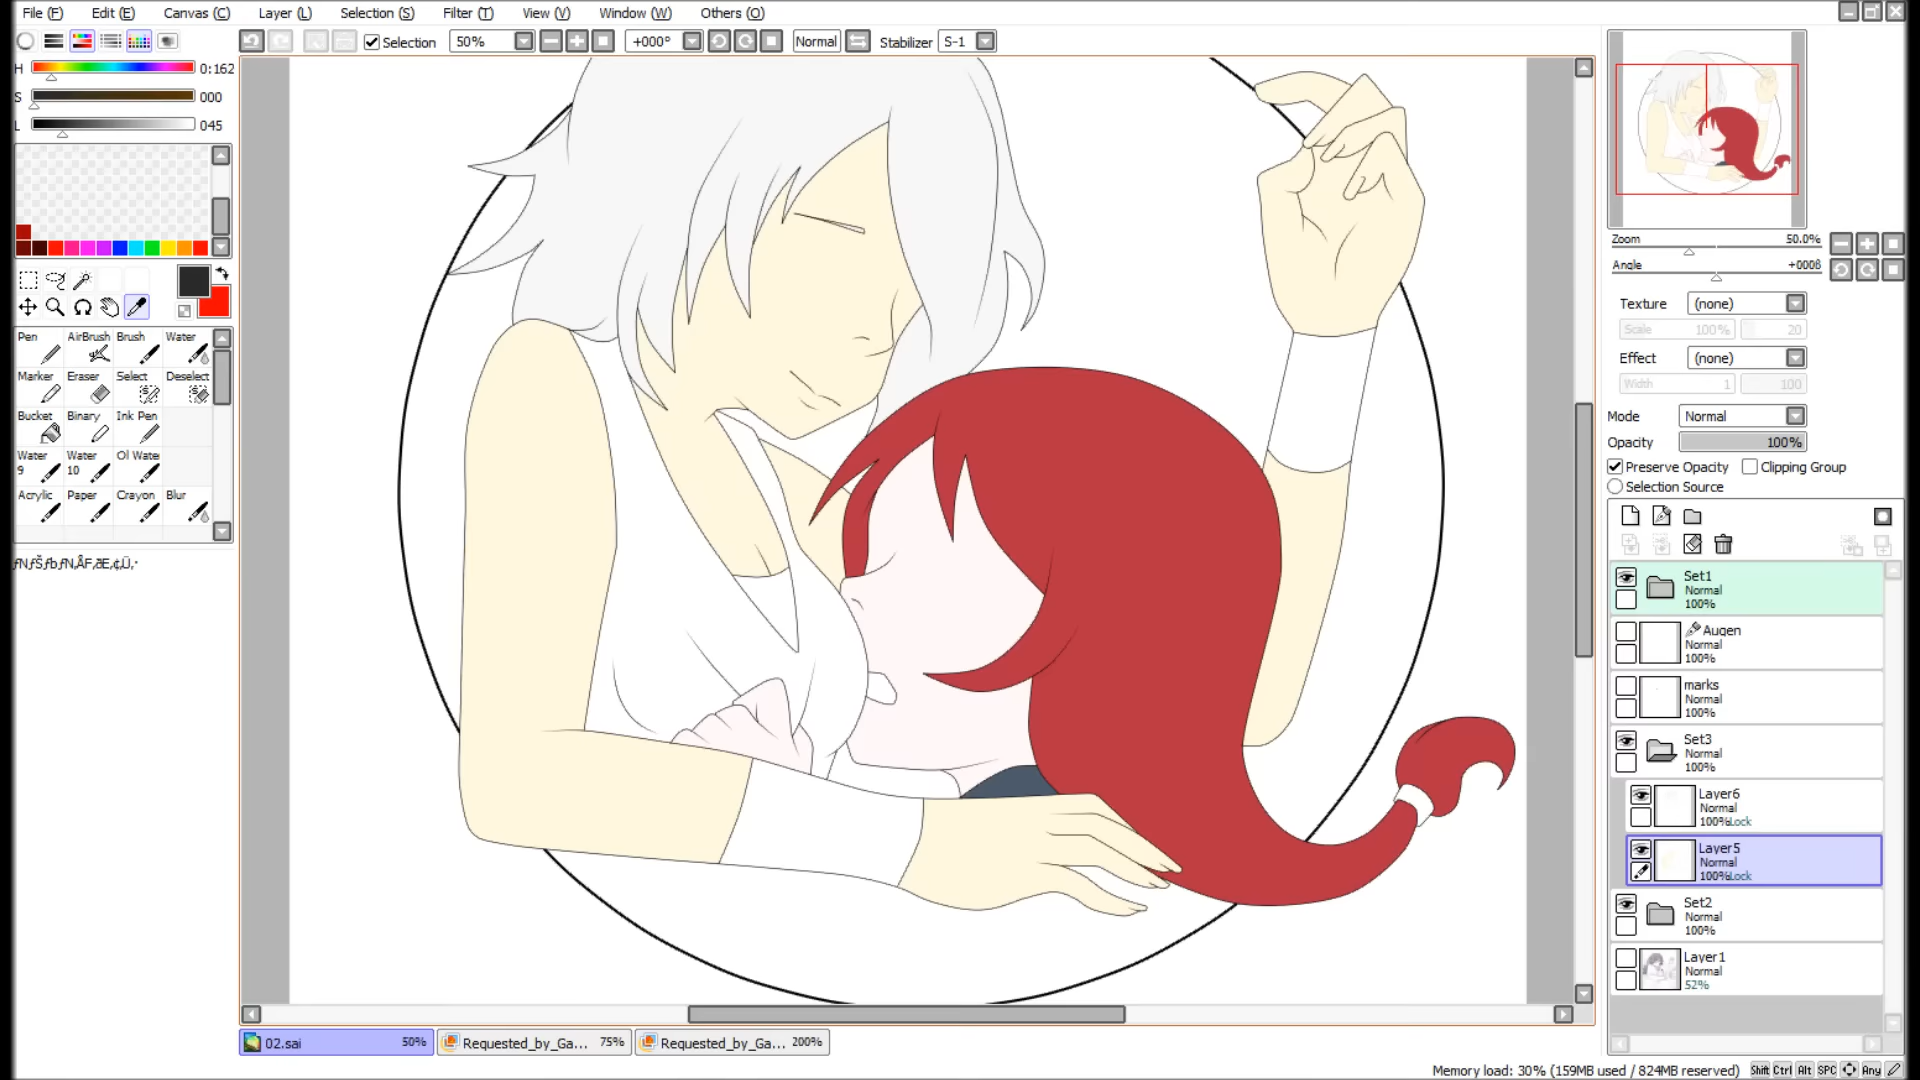 File (F) Edit (E) Canvas (C) Layer (L) Selection (S) Filter (T) View (V) Window (W) Others (O)
Selection 50% +000° Normal Stabilizer S-1
H 0:162
S 000
L 045
Pen AirBrush Brush Water
Marker Eraser Select Deselect
Bucket Binary Ink Pen
Water 9 Water 10 Ol Water
Acrylic Paper Crayon Blur
Zoom 50.0%
Angle
Texture (none)
Scale 100% 20
Effect (none)
Width 1 100
Mode Normal
Opacity 100%
Preserve Opacity Clipping Group
Selection Source
Set1
Normal
100%
Augen
Normal
100%
marks
Normal
100%
Set3
Normal
100%
Layer6
Normal
100%Lock
Layer5
Normal
100%Lock
Set2
Normal
100%
Layer1
Normal
52%
02.sai 50% Requested_by_Ga... 75% Requested_by_Ga... 200%
Memory load: 30% (159MB used / 824MB reserved) Shift Ctrl Alt SPC Any